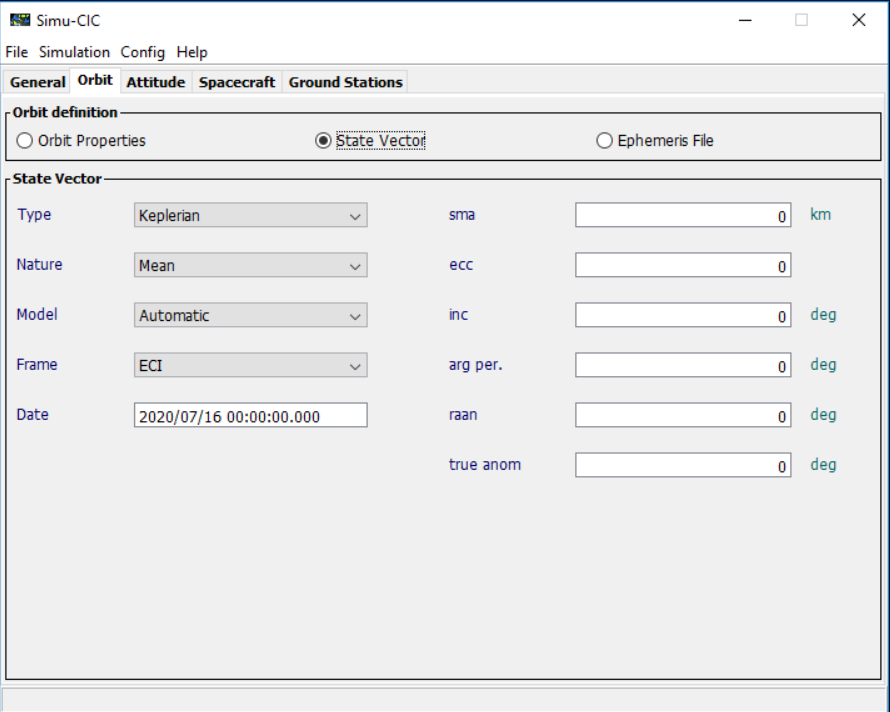 Simu-CIC
File Simulation Config Help
General Orbit Attitude Spacecraft Ground Stations
Orbit definition
Orbit Properties State Vector Ephemeris File
State Vector
Type Keplerian sma 0 km
Nature Mean ecc 0
Model Automatic inc 0 deg
Frame ECI arg per. 0 deg
Date 2020/07/16 00:00:00.000 raan 0 deg
true anom 0 deg